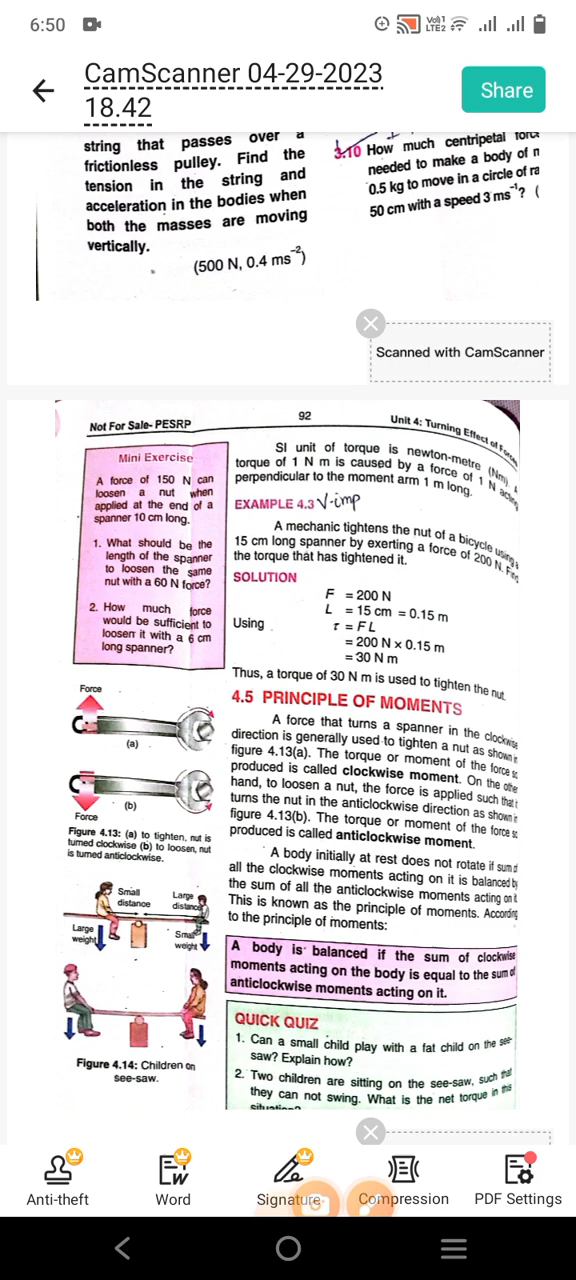 6:50
Vo)) 1
LTE2
CamScanner 04-29-2023
18.42
Share
string that passes over a
frictionless pulley. Find the
tension in the string and
acceleration in the bodies when
both the masses are moving
vertically.
(500 N, 0.4 ms⁻²)
3.10 How much centripetal force
needed to make a body of m
0.5 kg to move in a circle of ra
50 cm with a speed 3 ms⁻¹? (
Scanned with CamScanner
Not For Sale- PESRP
92
Unit 4: Turning Effect of Forces
Mini Exercise
A force of 150 N can
loosen a nut when
applied at the end of a
spanner 10 cm long.
1. What should be the
length of the spanner
to loosen the same
nut with a 60 N force?
2. How much force
would be sufficient to
loosen it with a 6 cm
long spanner?
Force
(a)
(b)
Force
Figure 4.13: (a) to tighten, nut is
turned clockwise (b) to loosen, nut
is turned anticlockwise.
Small
distance
Large
distance
Large
weight
Small
weight
Figure 4.14: Children on
see-saw.
SI unit of torque is newton-metre (Nm).
torque of 1 N m is caused by a force of 1 N acting
perpendicular to the moment arm 1 m long.
EXAMPLE 4.3 V-imp
A mechanic tightens the nut of a bicycle using a
15 cm long spanner by exerting a force of 200 N. Find
the torque that has tightened it.
SOLUTION
F = 200 N
L = 15 cm = 0.15 m
Using τ = F L
= 200 N x 0.15 m
= 30 N m
Thus, a torque of 30 N m is used to tighten the nut.
4.5 PRINCIPLE OF MOMENTS
A force that turns a spanner in the clockwise
direction is generally used to tighten a nut as shown in
figure 4.13(a). The torque or moment of the force so
produced is called clockwise moment. On the other
hand, to loosen a nut, the force is applied such that it
turns the nut in the anticlockwise direction as shown in
figure 4.13(b). The torque or moment of the force so
produced is called anticlockwise moment.
A body initially at rest does not rotate if sum of
all the clockwise moments acting on it is balanced by
the sum of all the anticlockwise moments acting on it.
This is known as the principle of moments. According
to the principle of moments:
A body is balanced if the sum of clockwise
moments acting on the body is equal to the sum of
anticlockwise moments acting on it.
QUICK QUIZ
1. Can a small child play with a fat child on the see-
saw? Explain how?
2. Two children are sitting on the see-saw, such that
they can not swing. What is the net torque in this
situation?
Anti-theft
Word
Signature
Compression
PDF Settings